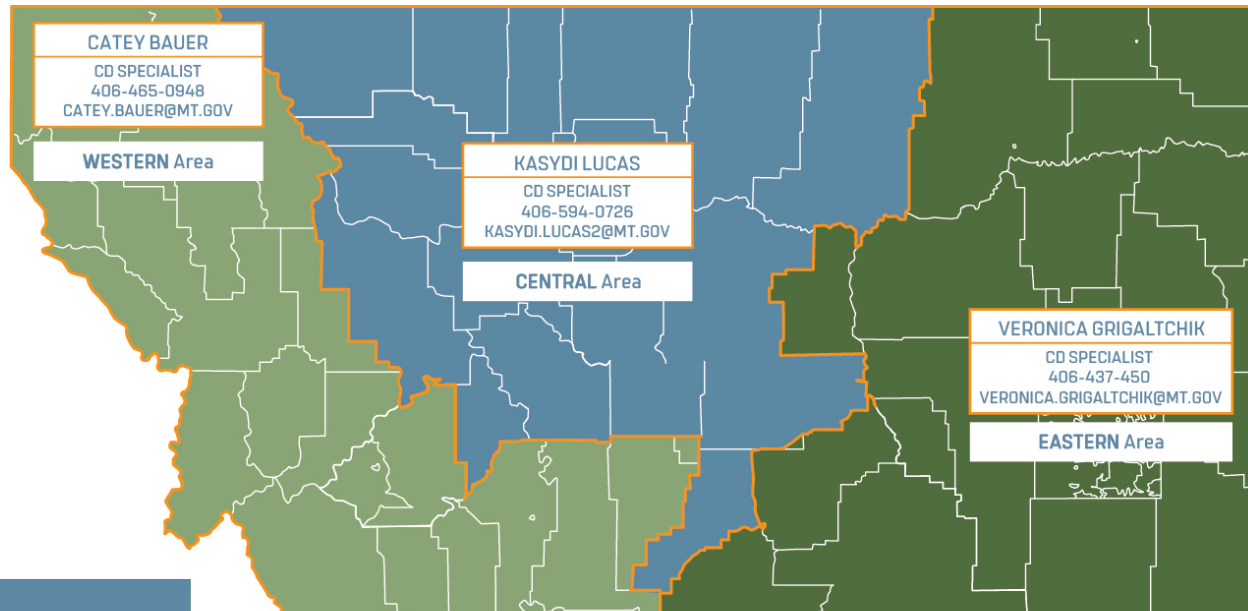 CATEY BAUER
CD SPECIALIST
406-465-0948
CATEY.BAUER@MT.GOV
WESTERN Area
KASYDI LUCAS
CD SPECIALIST
406-594-0726
KASYDI.LUCAS2@MT.GOV
CENTRAL Area
VERONICA GRIGALTCHIK
CD SPECIALIST
406-437-450
VERONICA.GRIGALTCHIK@MT.GOV
EASTERN Area